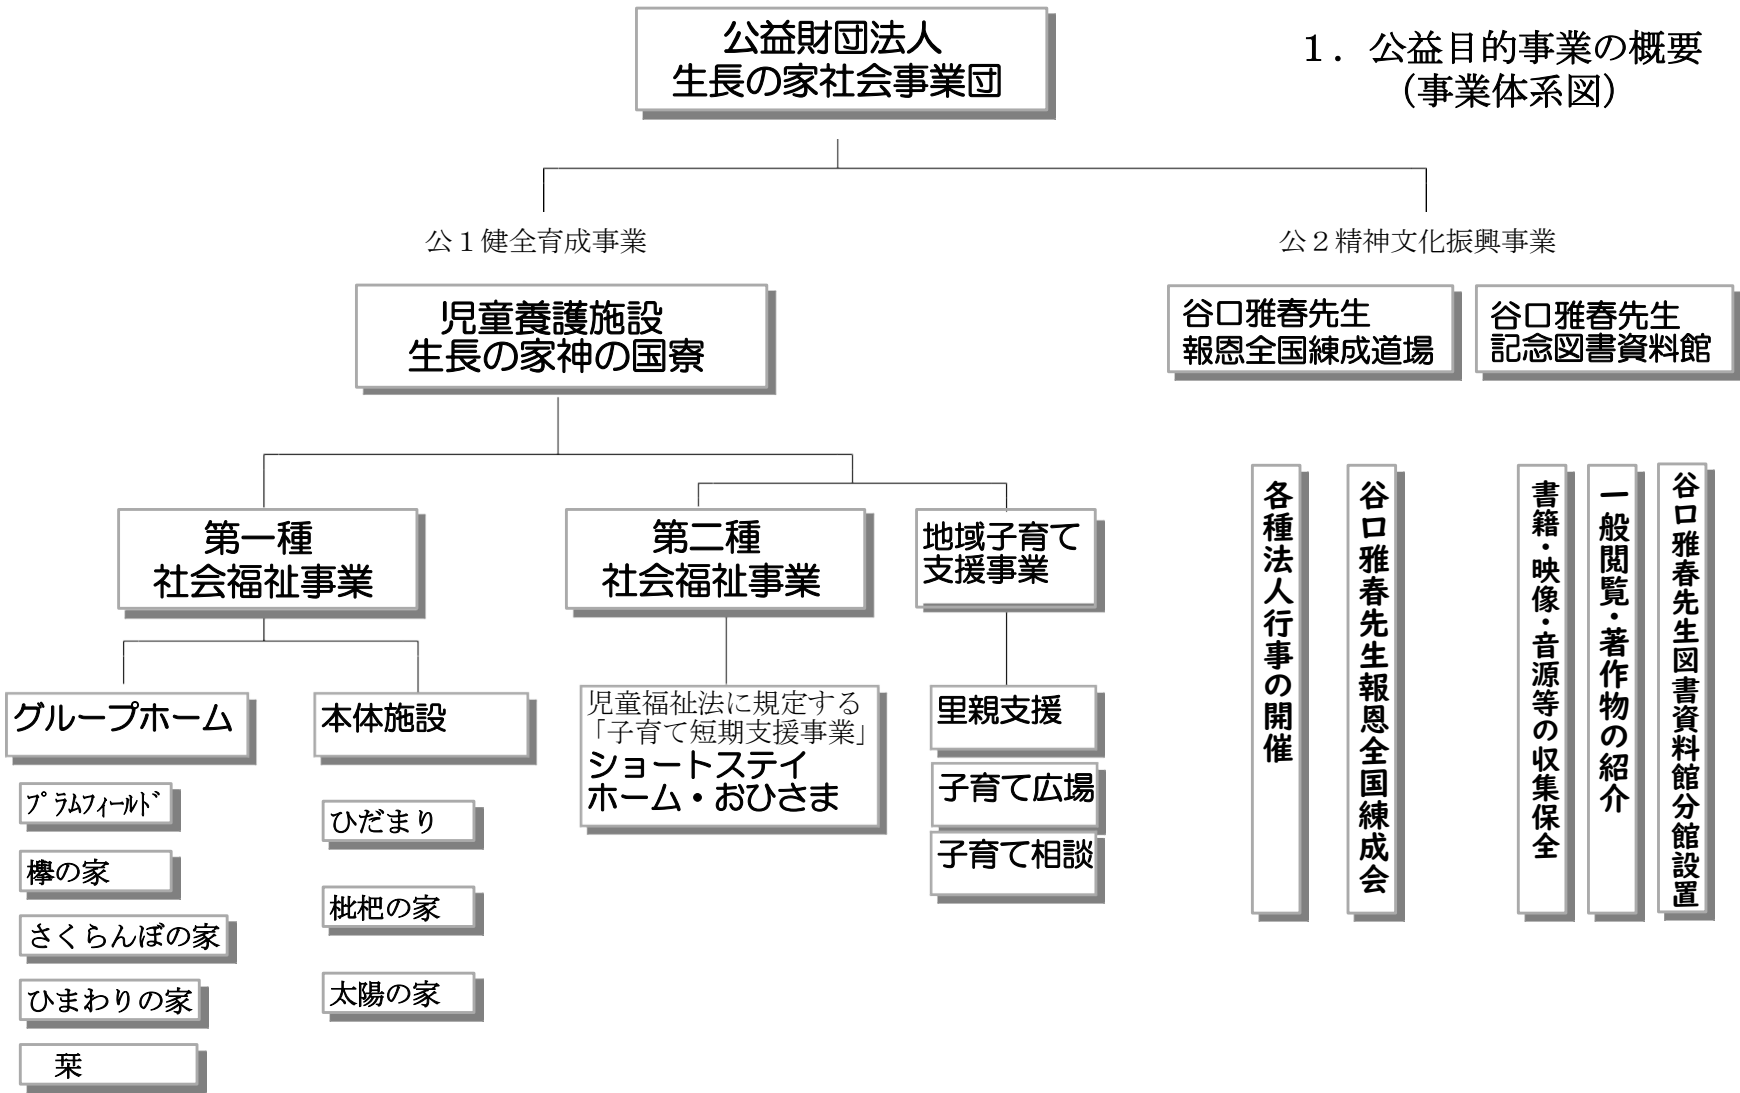 公益財団法人
生長の家社会事業団
１．公益目的事業の概要
（事業体系図）
公１健全育成事業
公２精神文化振興事業
児童養護施設
生長の家神の国寮
谷口雅春先生
報恩全国練成道場
谷口雅春先生
記念図書資料館
第一種
社会福祉事業
第二種
社会福祉事業
地域子育て
支援事業
各種法人行事の開催
谷口雅春先生報恩全国練成会
書籍・映像・音源等の収集保全
一般閲覧・著作物の紹介
谷口雅春先生図書資料館分館設置
グループホーム
本体施設
児童福祉法に規定する
「子育て短期支援事業」
ショートステイ
ホーム・おひさま
里親支援
子育て広場
子育て相談
ﾌﾟﾗﾑﾌｨｰﾙﾄﾞ
欅の家
さくらんぼの家
ひまわりの家
栞
ひだまり
枇杷の家
太陽の家